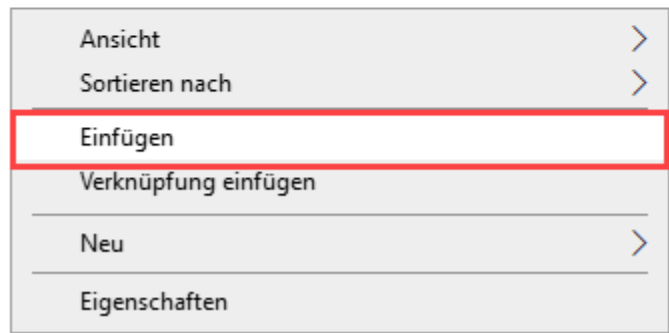 Ansicht
Sortieren nach
Einfügen
Verknüpfung einfügen
Neu
Eigenschaften